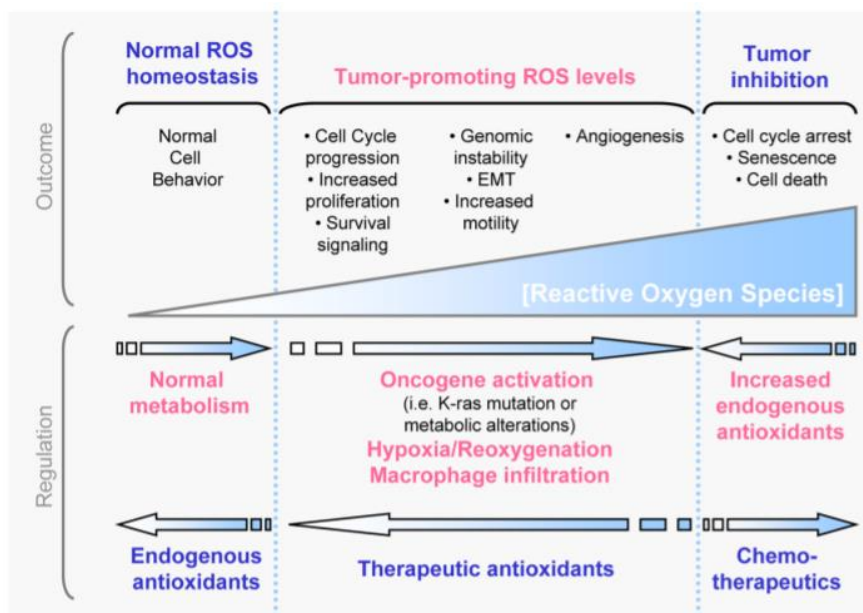 Outcome
Normal ROS
homeostasis
Tumor-promoting ROS levels
Tumor
inhibition
Normal
Cell
Behavior
• Cell Cycle
progression
• Increased
proliferation
• Survival
signaling
• Genomic
instability
• EMT
• Increased
motility
• Angiogenesis
• Cell cycle arrest
• Senescence
• Cell death
[Reactive Oxygen Species]
Regulation
Normal
metabolism
Oncogene activation
(i.e. K-ras mutation or
metabolic alterations)
Hypoxia/Reoxygenation
Macrophage infiltration
Increased
endogenous
antioxidants
Endogenous
antioxidants
Therapeutic antioxidants
Chemo-
therapeutics